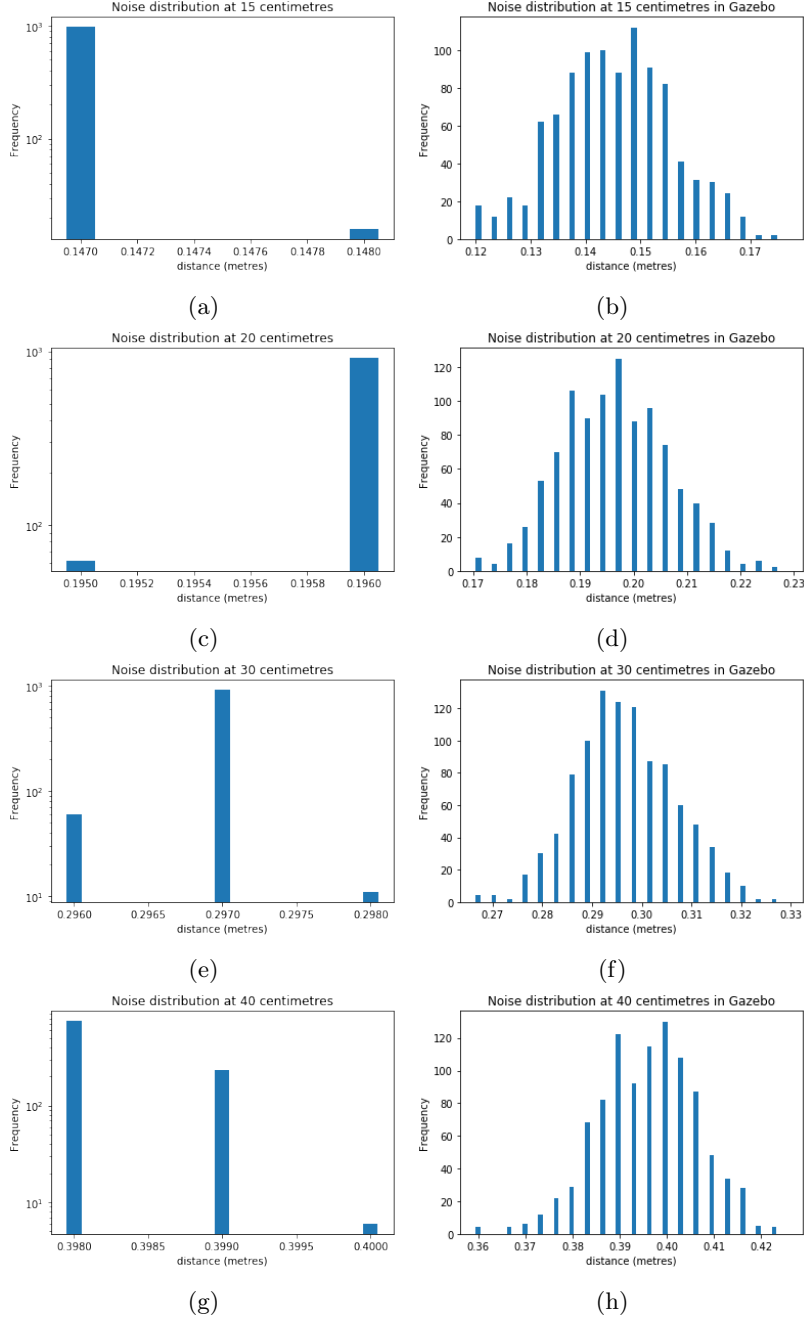 Noise distribution at 15 centimetres
10³
10²
Frequency
0.1470 0.1472 0.1474 0.1476 0.1478 0.1480
distance (metres)
(a)
Noise distribution at 15 centimetres in Gazebo
100
80
60
40
20
0
Frequency
0.12 0.13 0.14 0.15 0.16 0.17
distance (metres)
(b)
Noise distribution at 20 centimetres
10³
10²
Frequency
0.1950 0.1952 0.1954 0.1956 0.1958 0.1960
distance (metres)
(c)
Noise distribution at 20 centimetres in Gazebo
120
100
80
60
40
20
0
Frequency
0.17 0.18 0.19 0.20 0.21 0.22 0.23
distance (metres)
(d)
Noise distribution at 30 centimetres
10³
10²
10¹
Frequency
0.2960 0.2965 0.2970 0.2975 0.2980
distance (metres)
(e)
Noise distribution at 30 centimetres in Gazebo
120
100
80
60
40
20
0
Frequency
0.27 0.28 0.29 0.30 0.31 0.32 0.33
distance (metres)
(f)
Noise distribution at 40 centimetres
10²
10¹
Frequency
0.3980 0.3985 0.3990 0.3995 0.4000
distance (metres)
(g)
Noise distribution at 40 centimetres in Gazebo
120
100
80
60
40
20
0
Frequency
0.36 0.37 0.38 0.39 0.40 0.41 0.42
distance (metres)
(h)